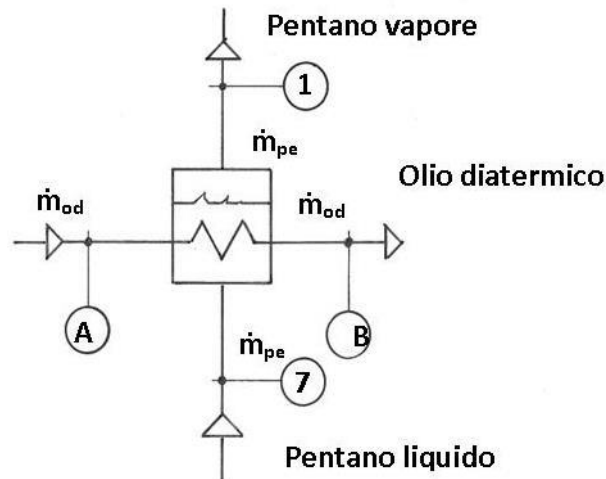 Pentano vapore
1
ṁpe
Olio diatermico
ṁod
ṁod
A
B
ṁpe
7
Pentano liquido